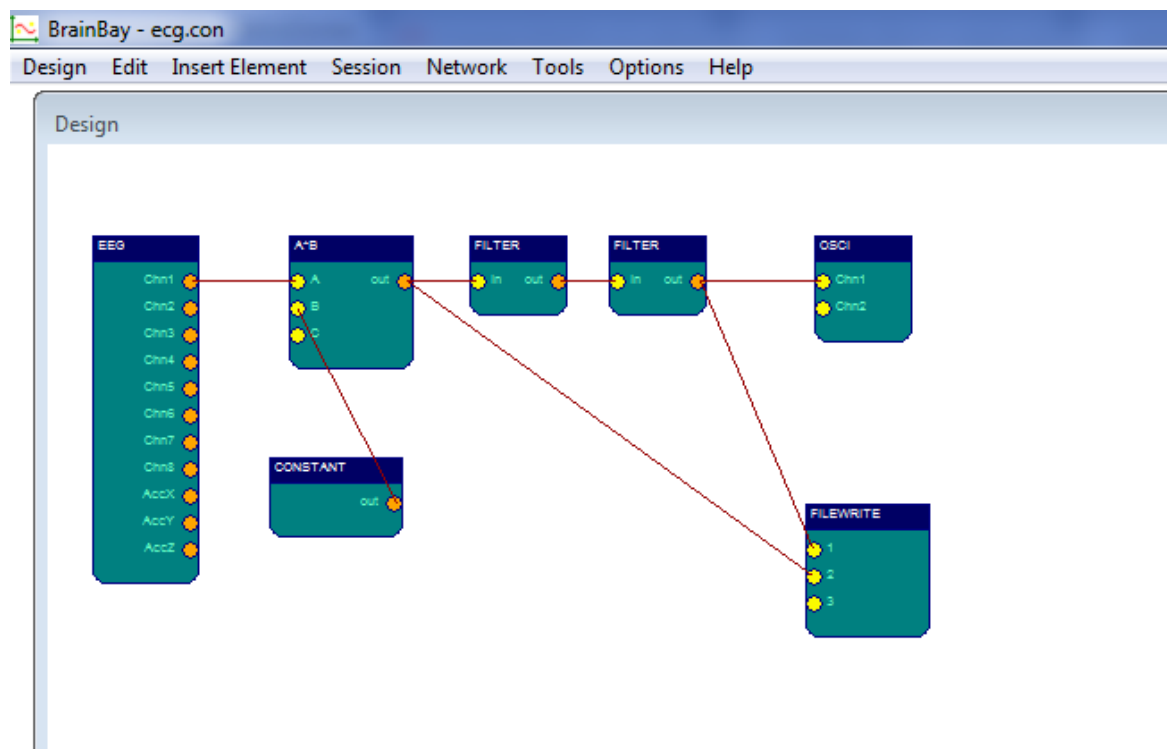 BrainBay - ecg.con
Design Edit Insert Element Session Network Tools Options Help
Design
EEG
Chn1
Chn2
Chn3
Chn4
Chn5
Chn6
Chn7
Chn8
AccX
AccY
AccZ
A*B
A out
B
C
CONSTANT
out
FILTER
in out
FILTER
in out
OSCI
Chn1
Chn2
FILEWRITE
1
2
3